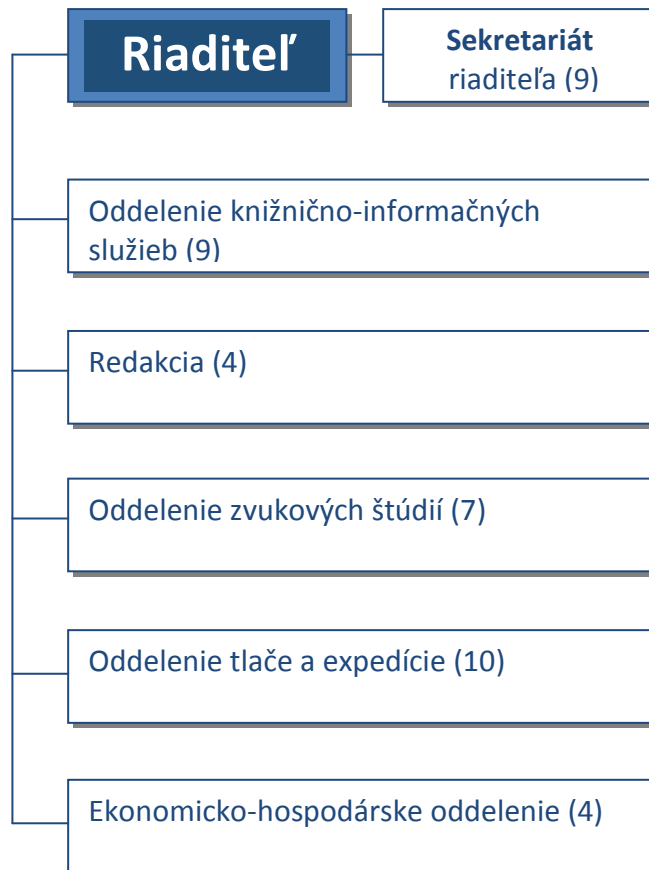 Riaditeľ
Sekretariát
riaditeľa (9)
Oddelenie knižnično-informačných
služieb (9)
Redakcia (4)
Oddelenie zvukových štúdií (7)
Oddelenie tlače a expedície (10)
Ekonomicko-hospodárske oddelenie (4)